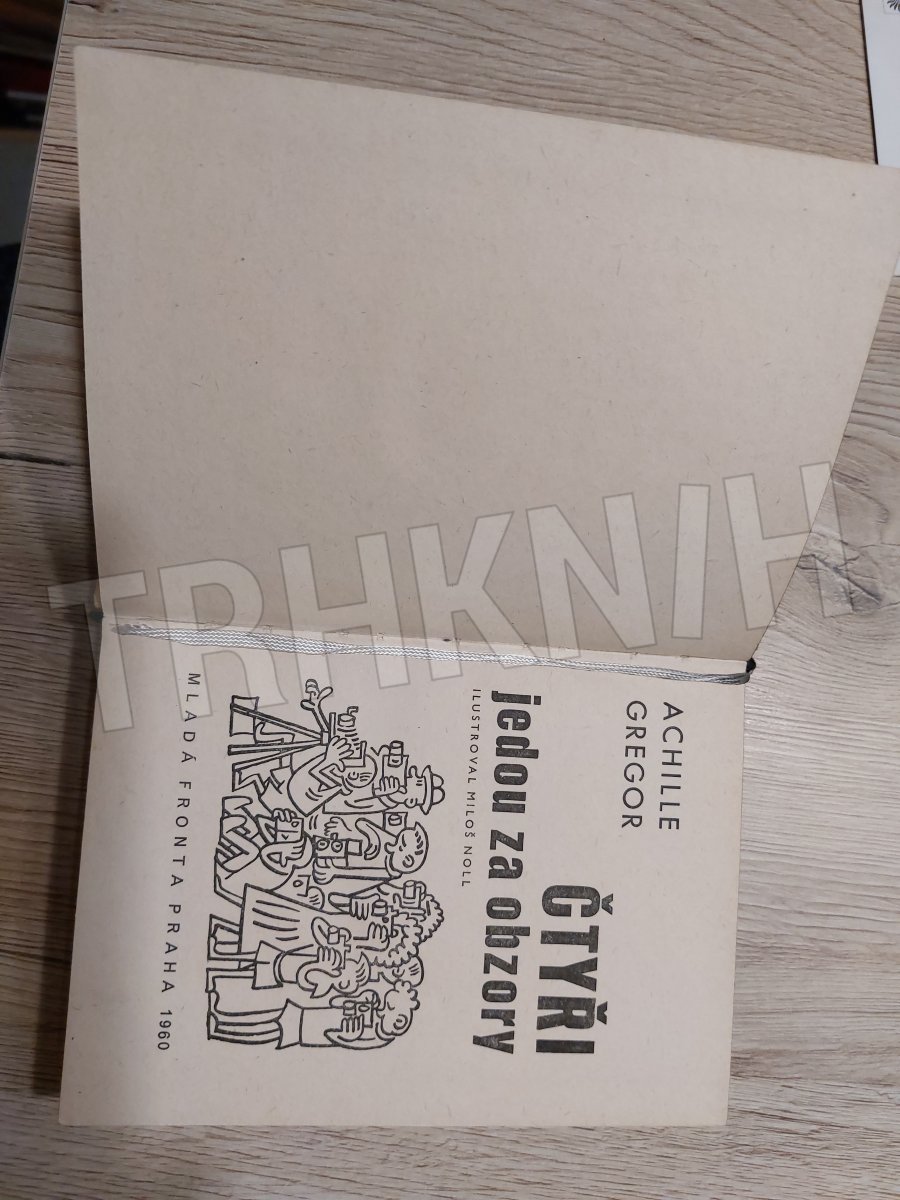 ACHILLE
GREGOR
ČTYŘI
jedou za obzory
ILUSTROVAL MILOŠ NOLL
MLADÁ FRONTA PRAHA 1960
TRHKNIH